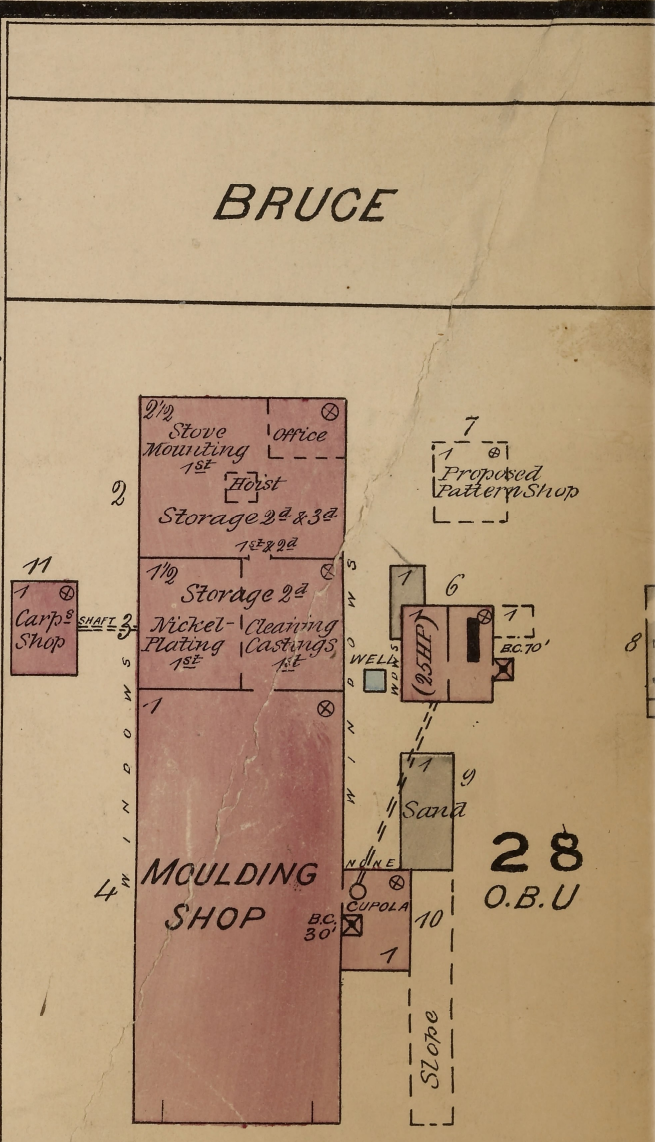 BRUCE
2½
Stove
Mounting
1st
Office
Hoist
Storage 2d & 3d
1st & 2d
2
7
1
Proposed
Pattern Shop
11
1
Carps
Shop
SHAFT
3
1½
Storage 2d
Nickel-
Plating
1st
Cleaning
Castings
1st
WINDOWS
WINDOWS
WELL
WDWS
1
6
1
(25HP)
1
B.C. 70'
8
1
4
MOULDING
SHOP
1
Sand
9
NONE
CUPOLA
B.C.
30'
10
1
28
O.B.U
Slope